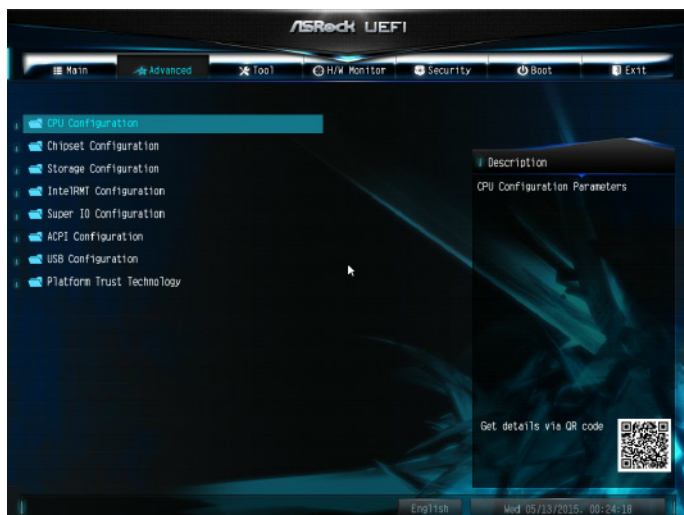 ASRock UEFI
Main
Advanced
Tool
H/W Monitor
Security
Boot
Exit
CPU Configuration
Chipset Configuration
Storage Configuration
IntelRMT Configuration
Super IO Configuration
ACPI Configuration
USB Configuration
Platform Trust Technology
Description
CPU Configuration Parameters
Get details via QR code
English
Wed 05/13/2015. 00:24:18